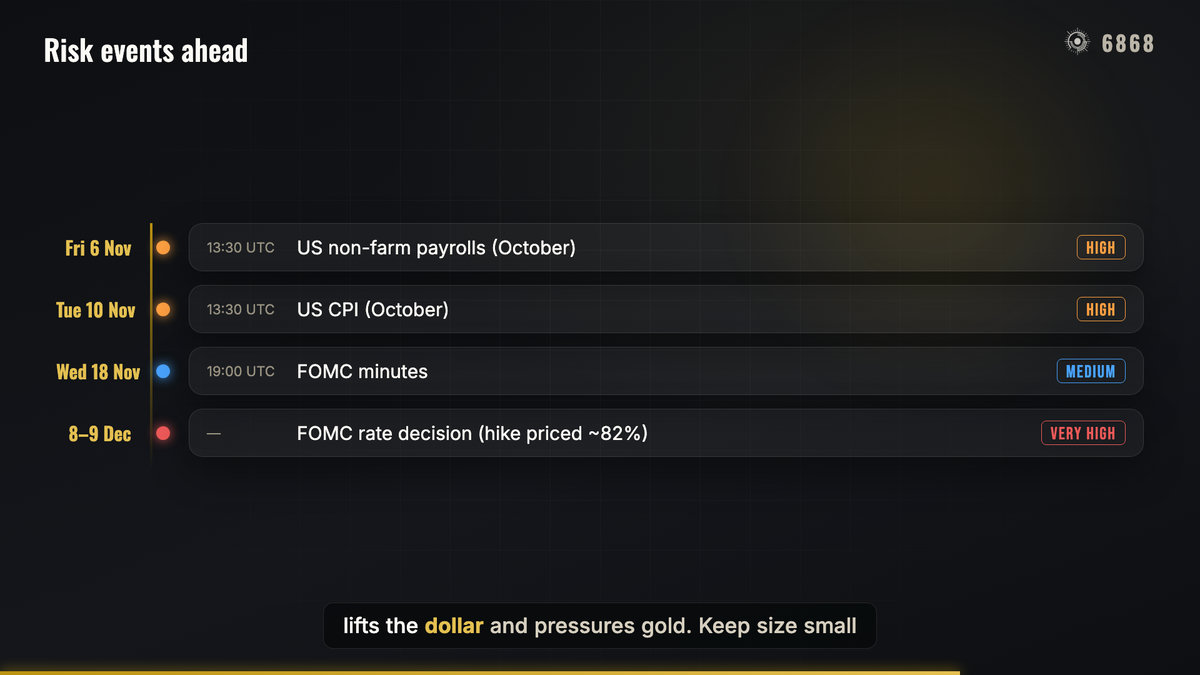 Risk events ahead
6868
Fri 6 Nov 13:30 UTC US non-farm payrolls (October) HIGH
Tue 10 Nov 13:30 UTC US CPI (October) HIGH
Wed 18 Nov 19:00 UTC FOMC minutes MEDIUM
8–9 Dec — FOMC rate decision (hike priced ~82%) VERY HIGH
lifts the dollar and pressures gold. Keep size small